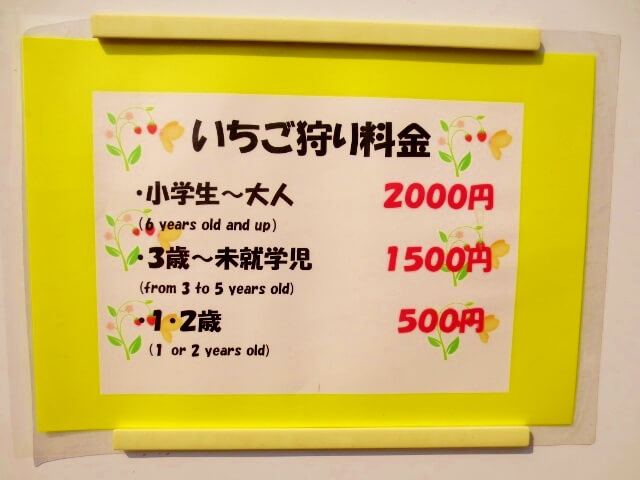 いちご狩り料金
・小学生～大人 2000円
(6 years old and up)
・3歳～未就学児 1500円
(from 3 to 5 years old)
・1・2歳 500円
(1 or 2 years old)